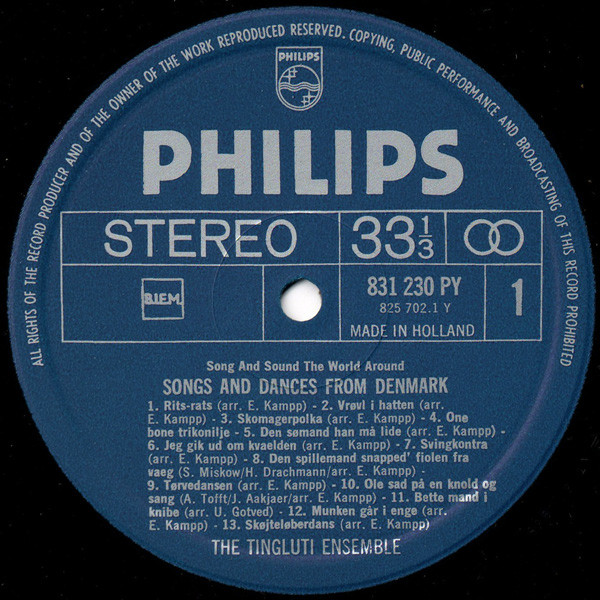 ALL RIGHTS OF THE RECORD PRODUCER AND OF THE OWNER OF THE WORK REPRODUCED RESERVED. COPYING, PUBLIC PERFORMANCE AND BROADCASTING OF THIS RECORD PROHIBITED
PHILIPS
PHILIPS
STEREO 33⅓
B.I.E.M. 831 230 PY 1
825 702.1 Y
MADE IN HOLLAND
Song And Sound The World Around
SONGS AND DANCES FROM DENMARK
1. Rits-rats (arr. E. Kampp) - 2. Vrøvl i hatten (arr.
E. Kampp) - 3. Skomagerpolka (arr. E. Kampp) - 4. One
bone trikonilje - 5. Den sømand han må lide (arr. E. Kampp) -
6. Jeg gik ud om kvaelden (arr. E. Kampp) - 7. Svingkontra
(arr. E. Kampp) - 8. Den spillemand snapped' fiolen fra
vaeg (S. Miskow/H. Drachmann/arr. E. Kampp) -
9. Tørvedansen (arr. E. Kampp) - 10. Ole sad på en knold og
sang (A. Tofft/J. Aakjaer/arr. E. Kampp) - 11. Bette mand i
knibe (arr. U. Gotved) - 12. Munken går i enge (arr.
E. Kampp) - 13. Skøjteløberdans (arr. E. Kampp)
THE TINGLUTI ENSEMBLE